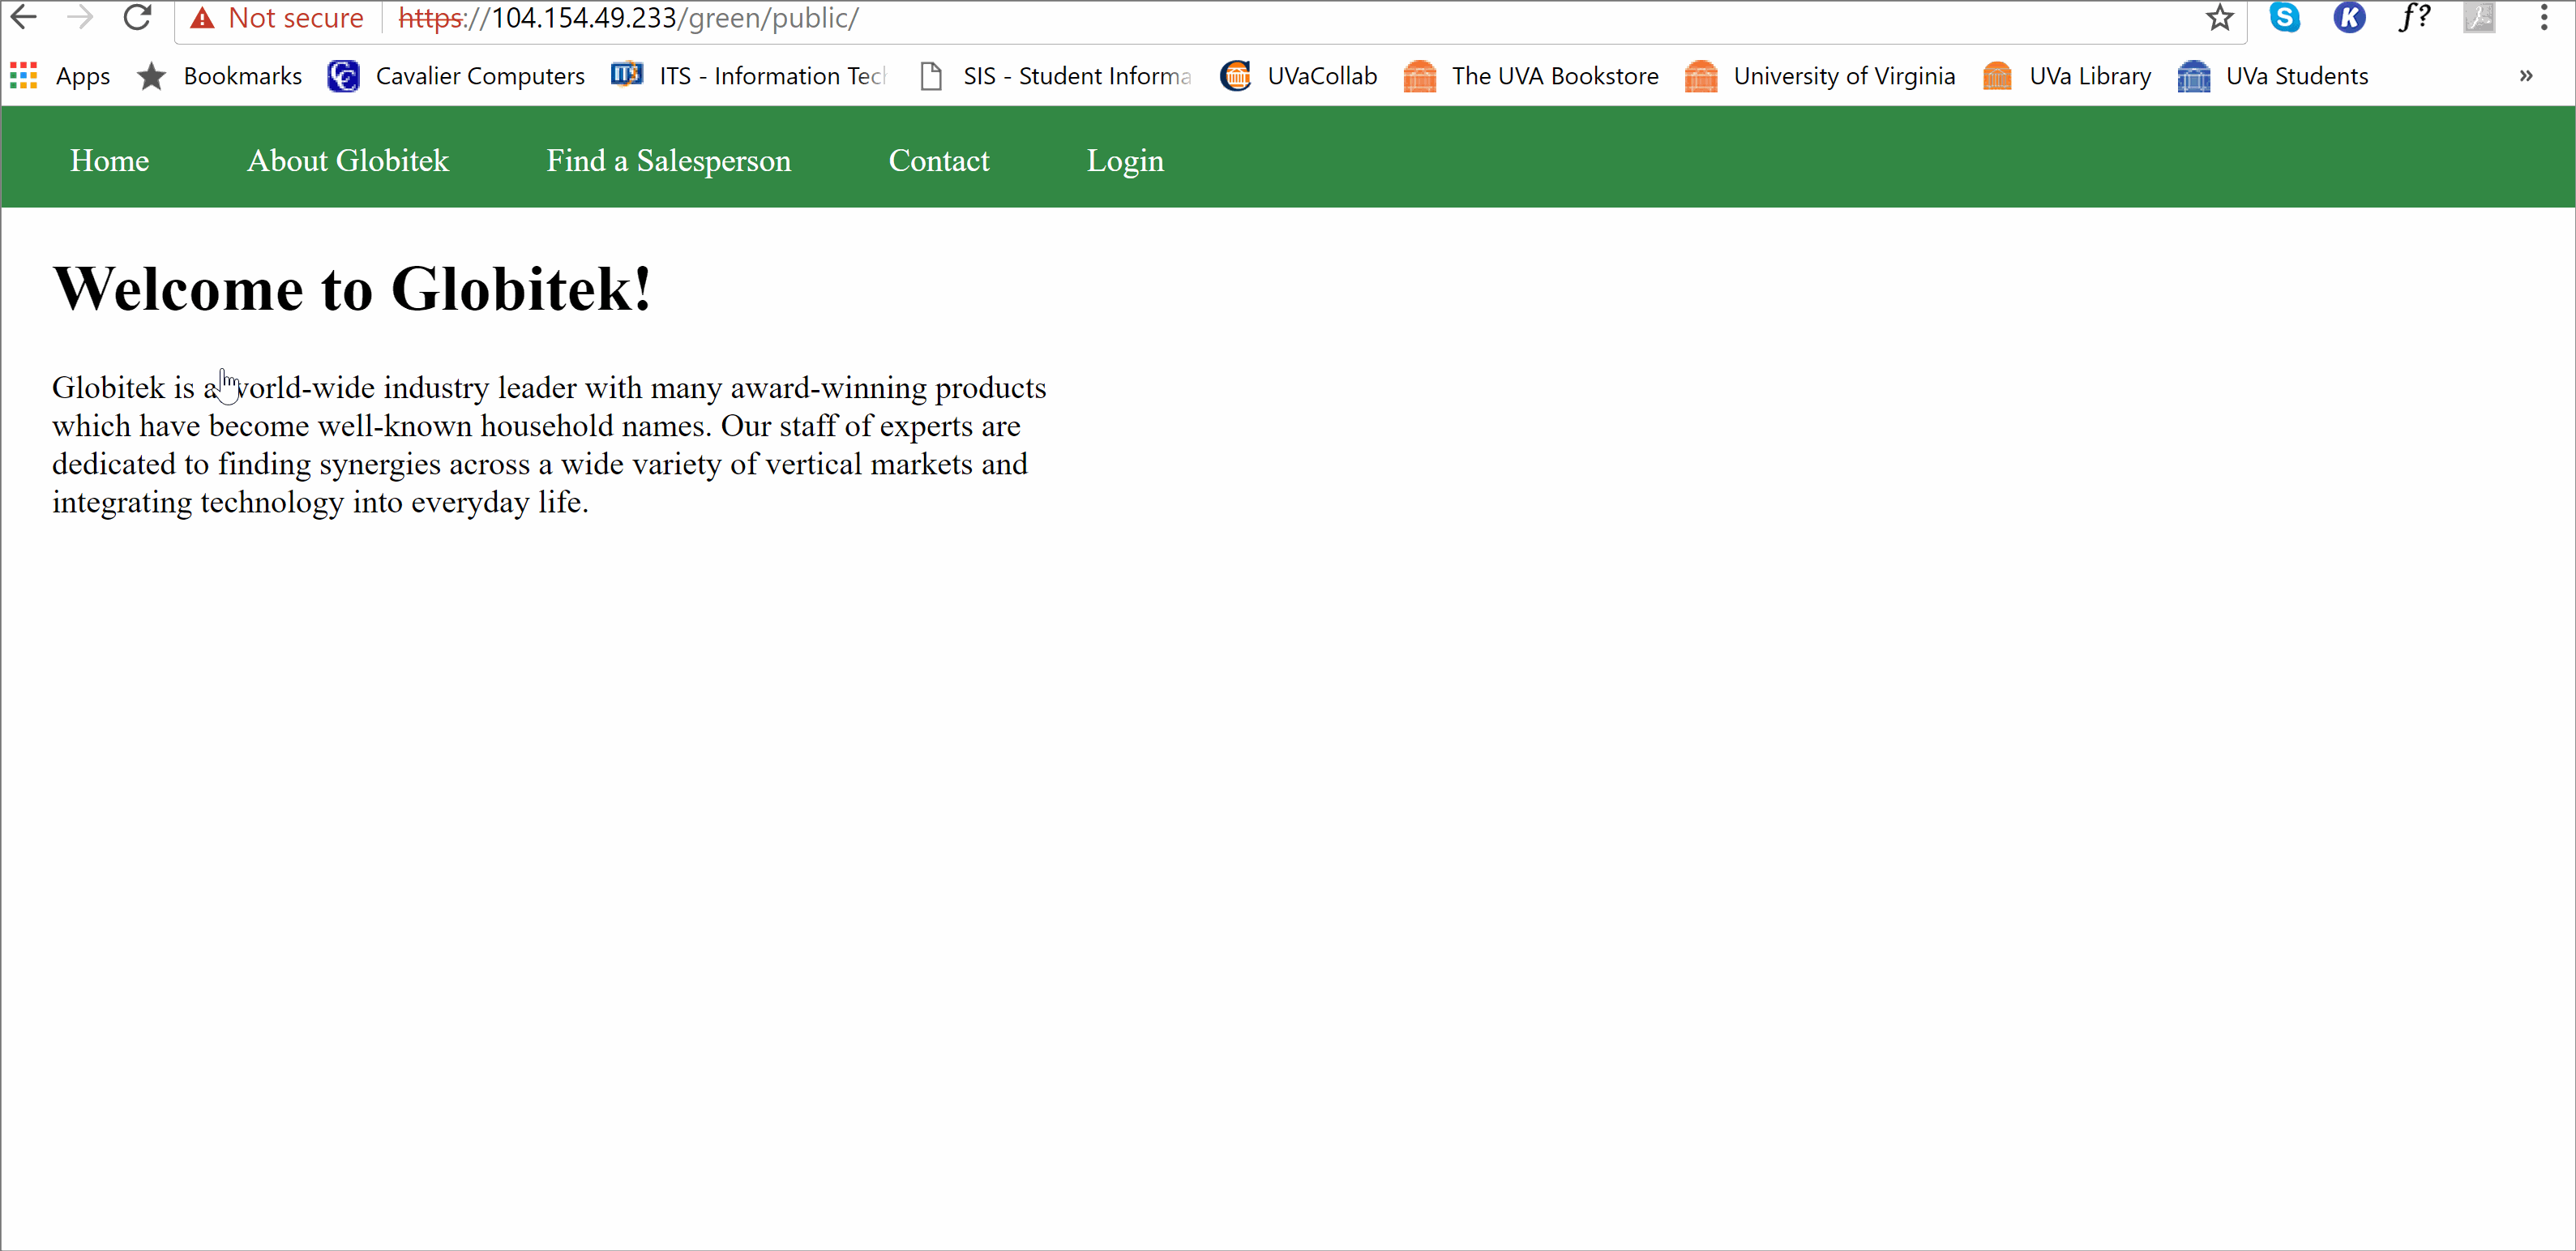 Not secure https://104.154.49.233/green/public/
Apps Bookmarks Cavalier Computers ITS - Information SIS - Student UVaCollab The UVA Bookstore University of Virginia UVa Library UVa Students »
Home About Globitek Find a Salesperson Contact Login
Welcome to Globitek!
Globitek is a world-wide industry leader with many award-winning products
which have become well-known household names. Our staff of experts are
dedicated to finding synergies across a wide variety of vertical markets and
integrating technology into everyday life.